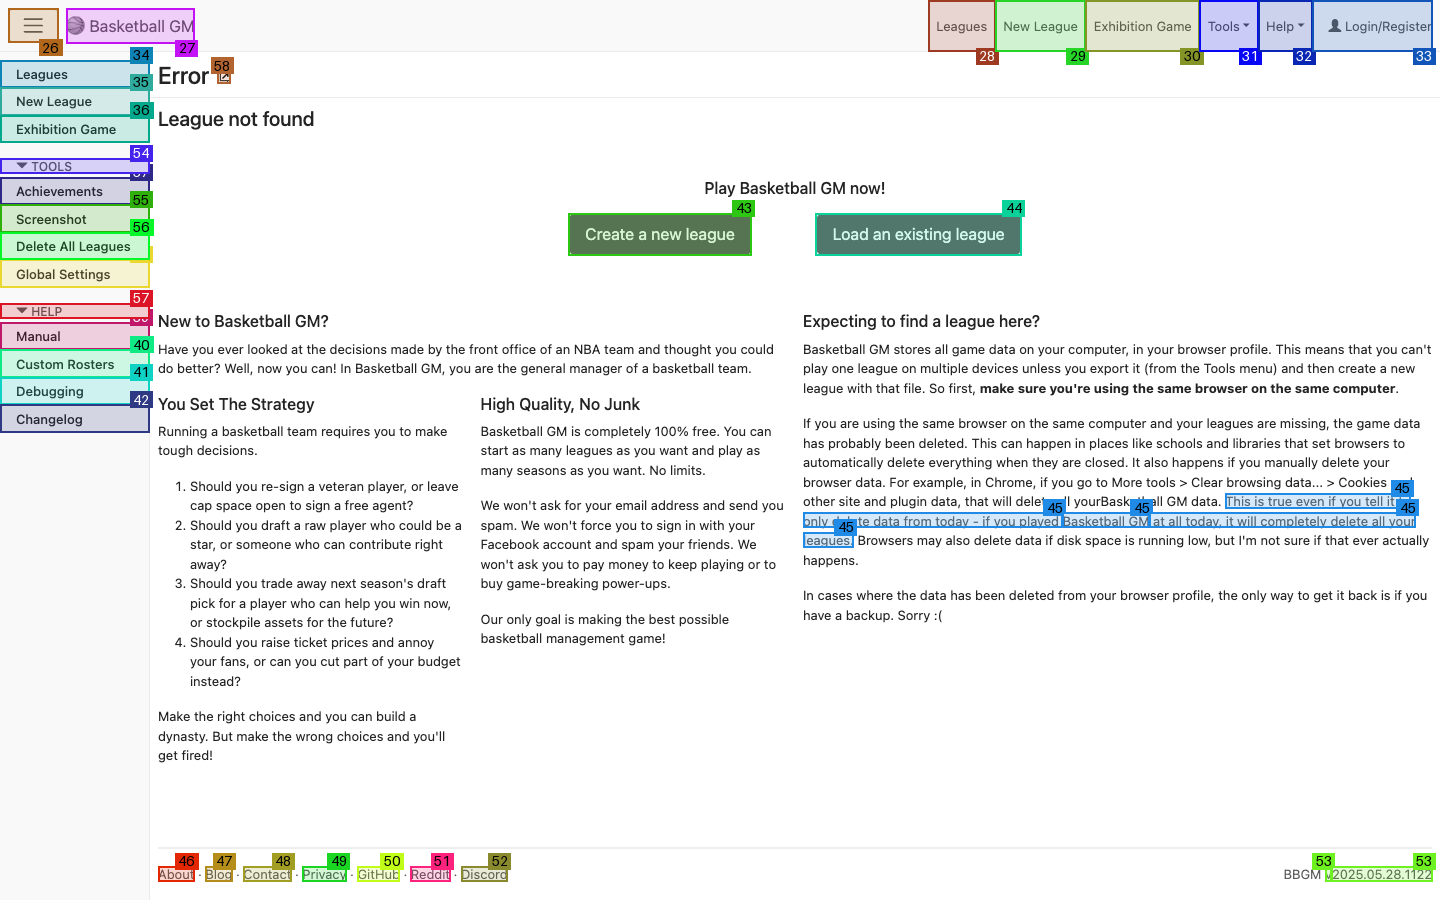 Basketball GM
Leagues
New League
Exhibition Game
Tools
Help
Login/Register
26
27
28
29
30
31
32
33
34
Leagues
35
New League
36
Exhibition Game
54
TOOLS
Achievements
55
Screenshot
56
Delete All Leagues
Global Settings
57
HELP
Manual
40
Custom Rosters
41
Debugging
42
Changelog
58
Error
League not found
Play Basketball GM now!
43
44
Create a new league
Load an existing league
New to Basketball GM?
Have you ever looked at the decisions made by the front office of an NBA team and thought you could
do better? Well, now you can! In Basketball GM, you are the general manager of a basketball team.
You Set The Strategy
Running a basketball team requires you to make
tough decisions.
1. Should you re-sign a veteran player, or leave
cap space open to sign a free agent?
2. Should you draft a raw player who could be a
star, or someone who can contribute right
away?
3. Should you trade away next season's draft
pick for a player who can help you win now,
or stockpile assets for the future?
4. Should you raise ticket prices and annoy
your fans, or can you cut part of your budget
instead?
Make the right choices and you can build a
dynasty. But make the wrong choices and you'll
get fired!
High Quality, No Junk
Basketball GM is completely 100% free. You can
start as many leagues as you want and play as
many seasons as you want. No limits.
We won't ask for your email address and send you
spam. We won't force you to sign in with your
Facebook account and spam your friends. We
won't ask you to pay money to keep playing or to
buy game-breaking power-ups.
Our only goal is making the best possible
basketball management game!
Expecting to find a league here?
Basketball GM stores all game data on your computer, in your browser profile. This means that you can't
play one league on multiple devices unless you export it (from the Tools menu) and then create a new
league with that file. So first, make sure you're using the same browser on the same computer.
If you are using the same browser on the same computer and your leagues are missing, the game data
has probably been deleted. This can happen in places like schools and libraries that set browsers to
automatically delete everything when they are closed. It also happens if you manually delete your
browser data. For example, in Chrome, if you go to More tools > Clear browsing data... > Cookies
45
other site and plugin data, that will delete all your Basketball GM data. This is true even if you tell it
45
45
45
only delete data from today - if you played Basketball GM at all today, it will completely delete all your
45
leagues. Browsers may also delete data if disk space is running low, but I'm not sure if that ever actually
happens.
In cases where the data has been deleted from your browser profile, the only way to get it back is if you
have a backup. Sorry :(
46
47
48
49
50
51
52
53
53
About · Blog · Contact · Privacy · GitHub · Reddit · Discord
BBGM v2025.05.28.1122